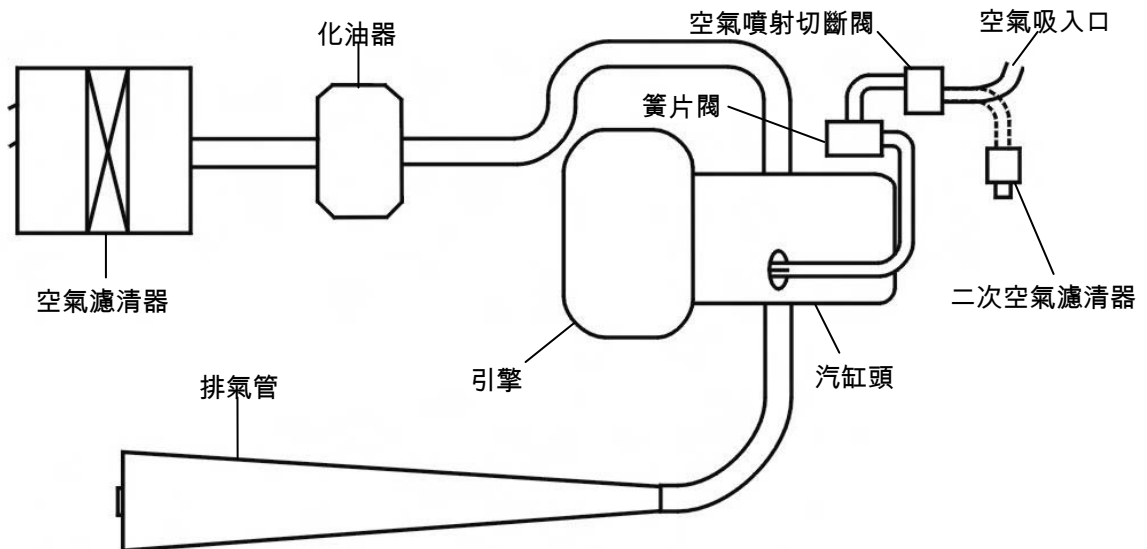 化油器
空氣噴射切斷閥
空氣吸入口
簧片閥
空氣濾清器
二次空氣濾清器
引擎
汽缸頭
排氣管